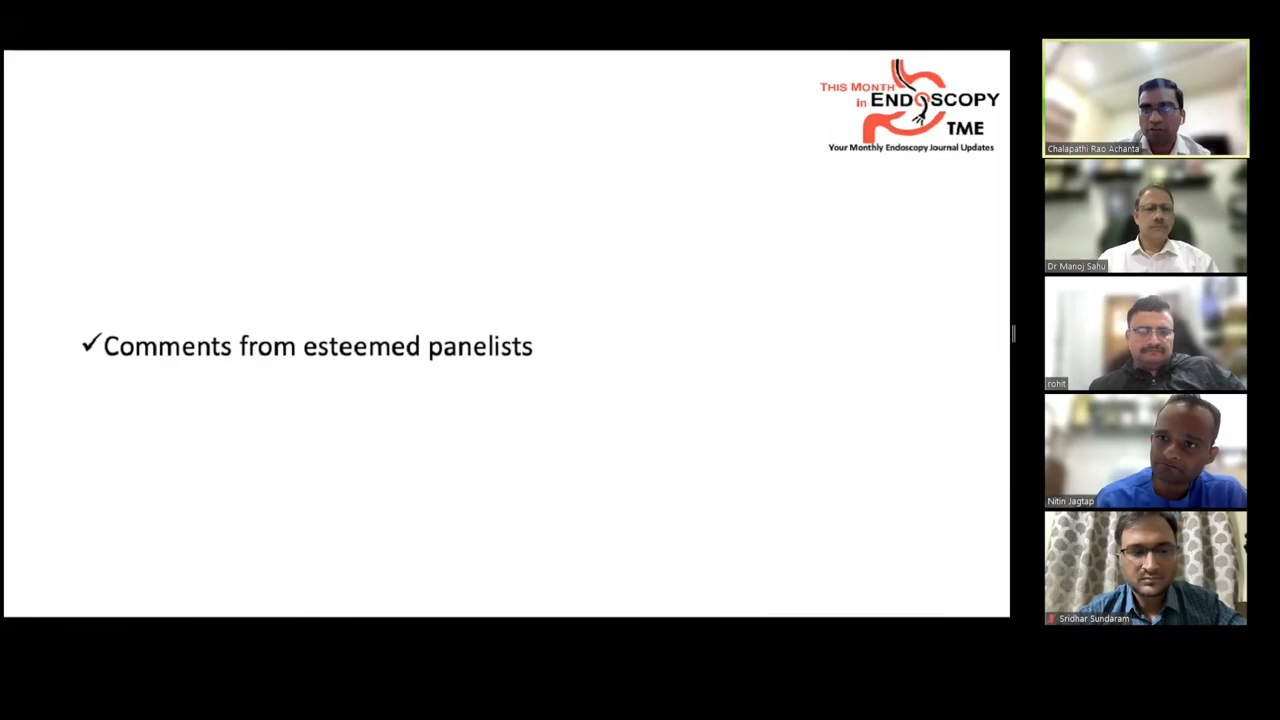 THIS MONTH
in ENDOSCOPY
TME
Your Monthly Endoscopy Journal Updates
✓Comments from esteemed panelists
Chalapathi Rao Achanta
Dr Manoj Sahu
rohit
Nitin Jagtap
Sridhar Sundaram